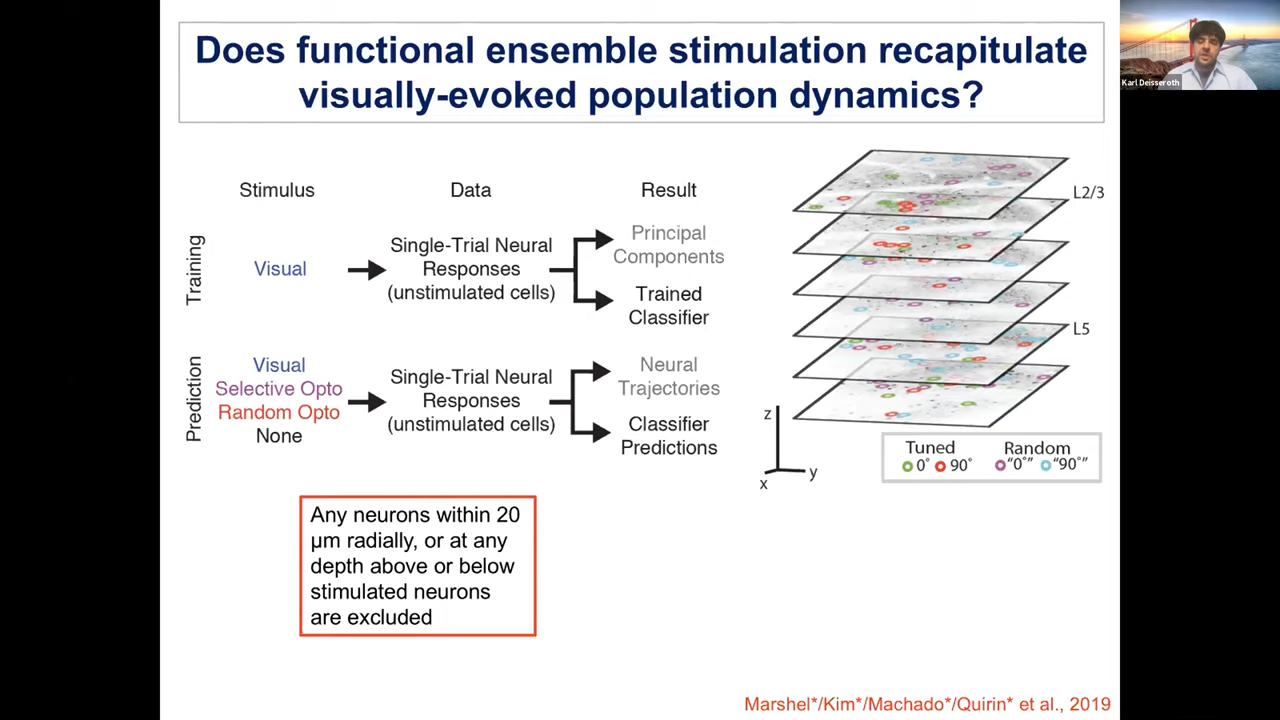 Does functional ensemble stimulation recapitulate
visually-evoked population dynamics?
Karl Deisseroth
Stimulus
Data
Result
Training
Visual
Single-Trial Neural
Responses
(unstimulated cells)
Principal
Components
Trained
Classifier
Prediction
Visual
Selective Opto
Random Opto
None
Single-Trial Neural
Responses
(unstimulated cells)
Neural
Trajectories
Classifier
Predictions
L2/3
L5
z
y
x
Tuned
Random
0° 90° “0°” “90°”
Any neurons within 20
µm radially, or at any
depth above or below
stimulated neurons
are excluded
Marshel*/Kim*/Machado*/Quirin* et al., 2019